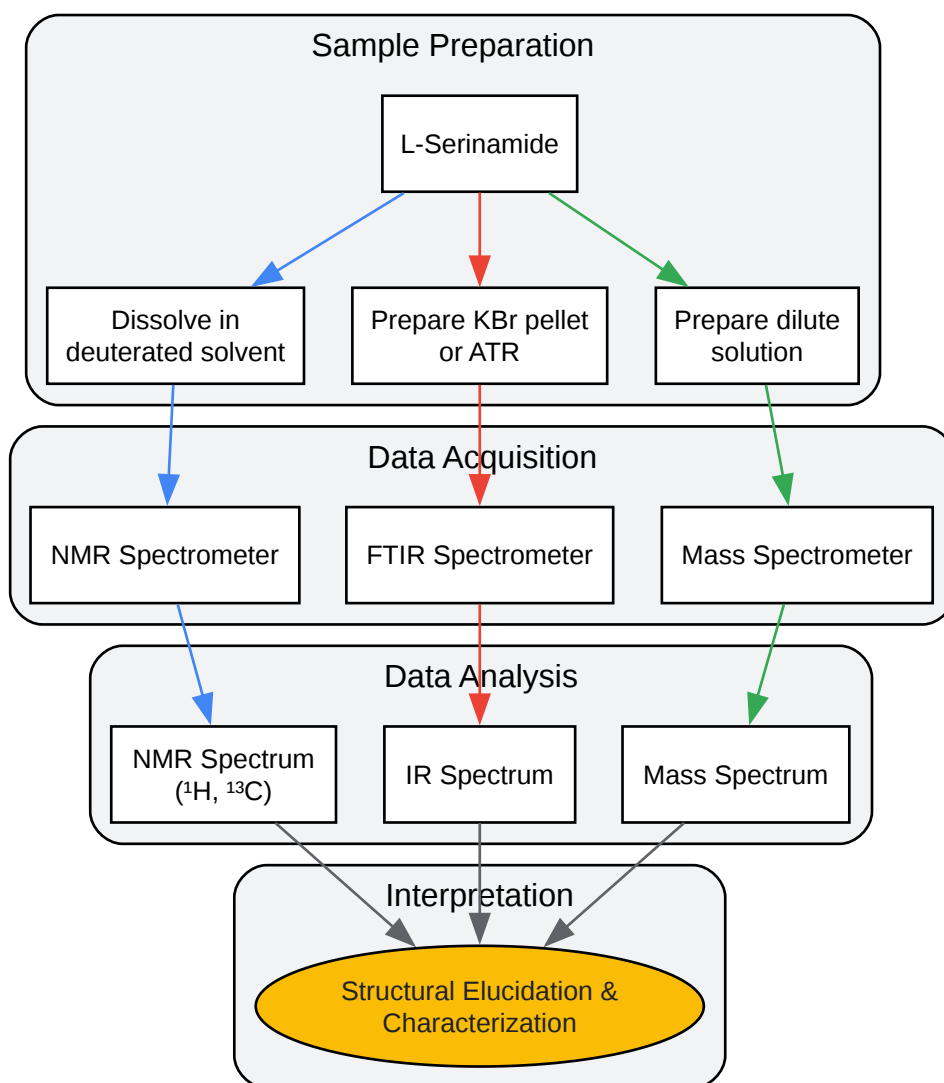 Sample Preparation
L-Serinamide
Dissolve in
deuterated solvent
Prepare KBr pellet
or ATR
Prepare dilute
solution
Data Acquisition
NMR Spectrometer
FTIR Spectrometer
Mass Spectrometer
Data Analysis
NMR Spectrum
(¹H, ¹³C)
IR Spectrum
Mass Spectrum
Interpretation
Structural Elucidation &
Characterization